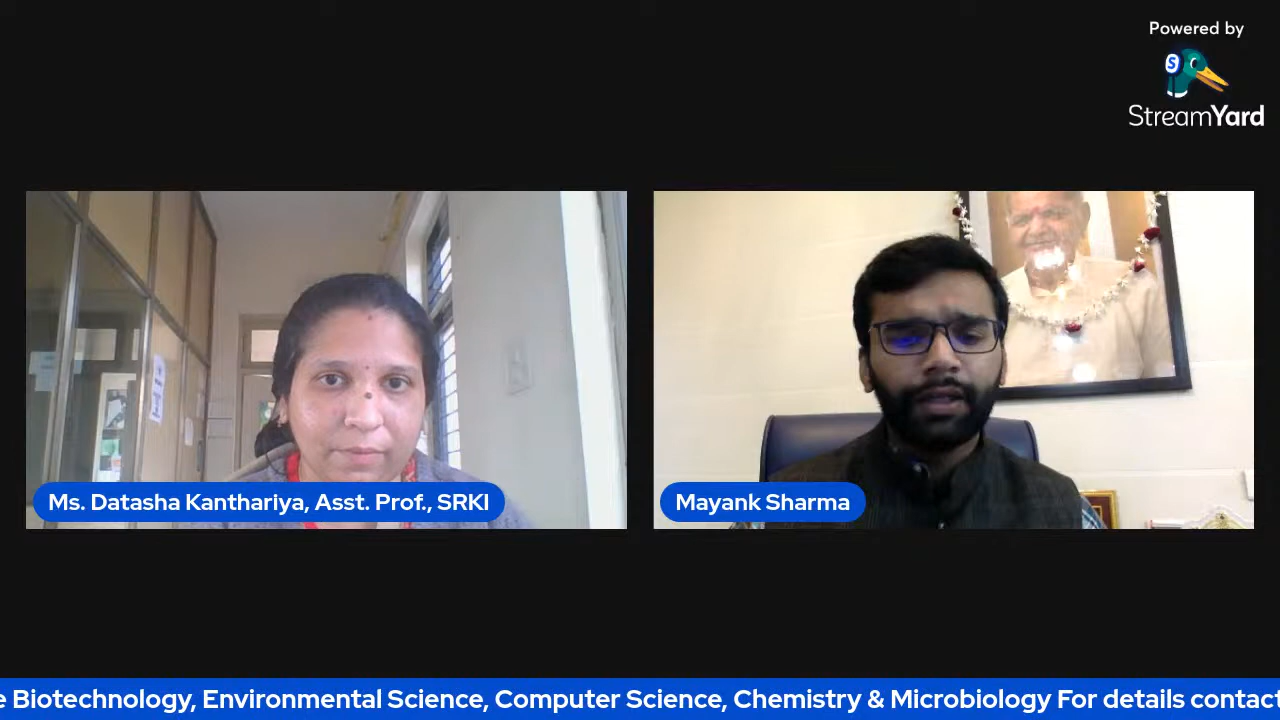 Powered by
S
StreamYard
Ms. Datasha Kanthariya, Asst. Prof., SRKI
Mayank Sharma
e Biotechnology, Environmental Science, Computer Science, Chemistry & Microbiology For details contact